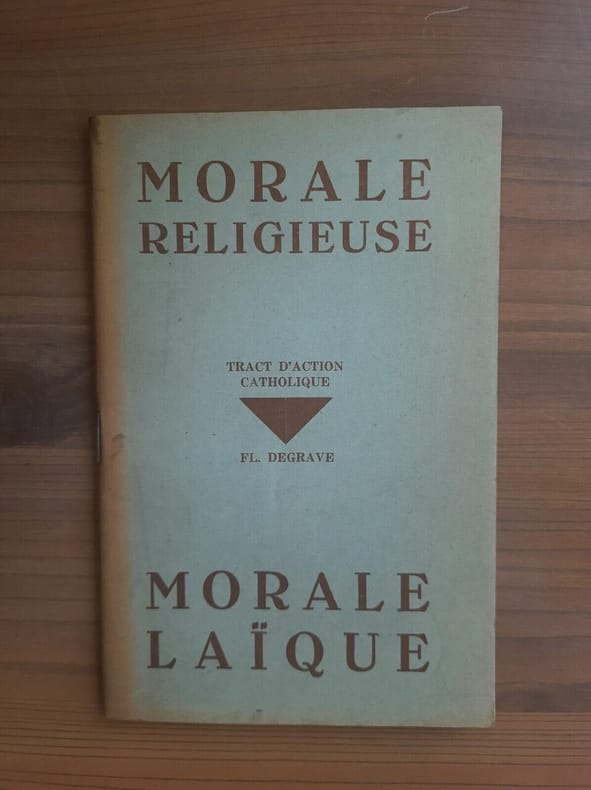 MORALE
RELIGIEUSE
TRACT D'ACTION
CATHOLIQUE
FL. DEGRAVE
MORALE
LAÏQUE